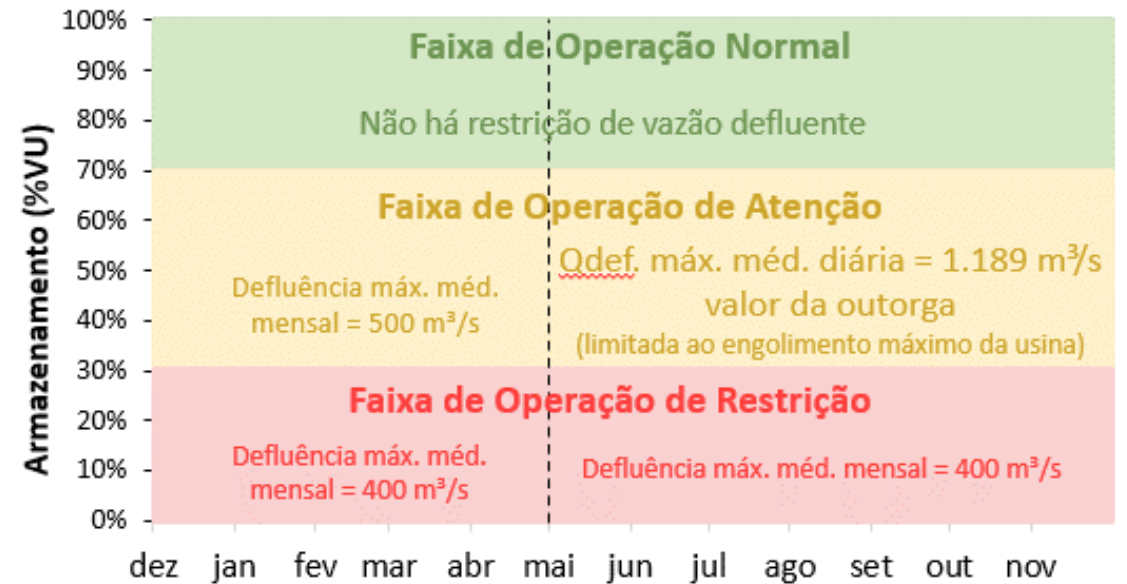 Armazenamento (%VU)
100%
90%
80%
70%
60%
50%
40%
30%
20%
10%
0%
Faixa de Operação Normal
Não há restrição de vazão defluente
Faixa de Operação de Atenção
Defluência máx. méd.
mensal = 500 m³/s
Qdef. máx. méd. diária = 1.189 m³/s
valor da outorga
(limitada ao engolimento máximo da usina)
Faixa de Operação de Restrição
Defluência máx. méd.
mensal = 400 m³/s
Defluência máx. méd. mensal = 400 m³/s
dez jan fev mar abr mai jun jul ago set out nov